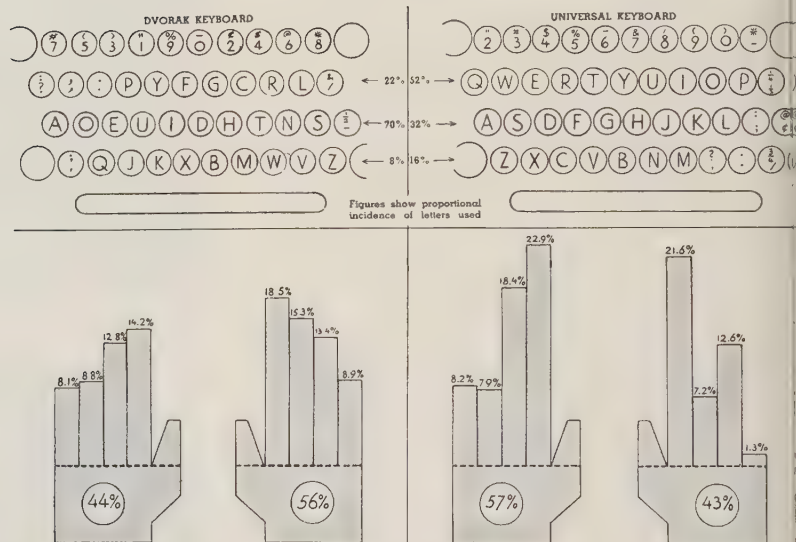 DVORAK KEYBOARD
7 5 3 1 9 0 2 4 6 8
? , : P Y F G C R L /
← 22%
A O E U I D H T N S -
← 70%
; Q J K X B M W V Z
← 8%
UNIVERSAL KEYBOARD
" # $ % _ & ' ( ) *
2 3 4 5 6 7 8 9 0 -
52% →
Q W E R T Y U I O P
32% →
A S D F G H J K L ;
16% →
Z X C V B N M ? :
Figures show proportional
incidence of letters used
8.1% 8.8% 12.8% 14.2%
18.5% 15.3% 13.4% 8.9%
8.2% 7.9% 18.4% 22.9%
21.6% 7.2% 12.6% 1.3%
44%
56%
57%
43%